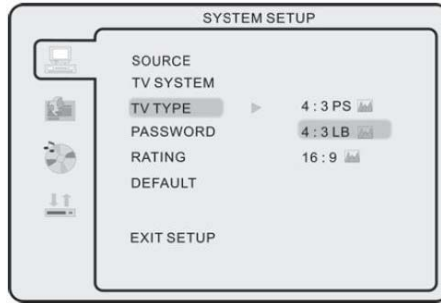 SYSTEM SETUP
SOURCE
TV SYSTEM
TV TYPE 4 : 3 PS
PASSWORD 4 : 3 LB
RATING 16 : 9
DEFAULT
EXIT SETUP